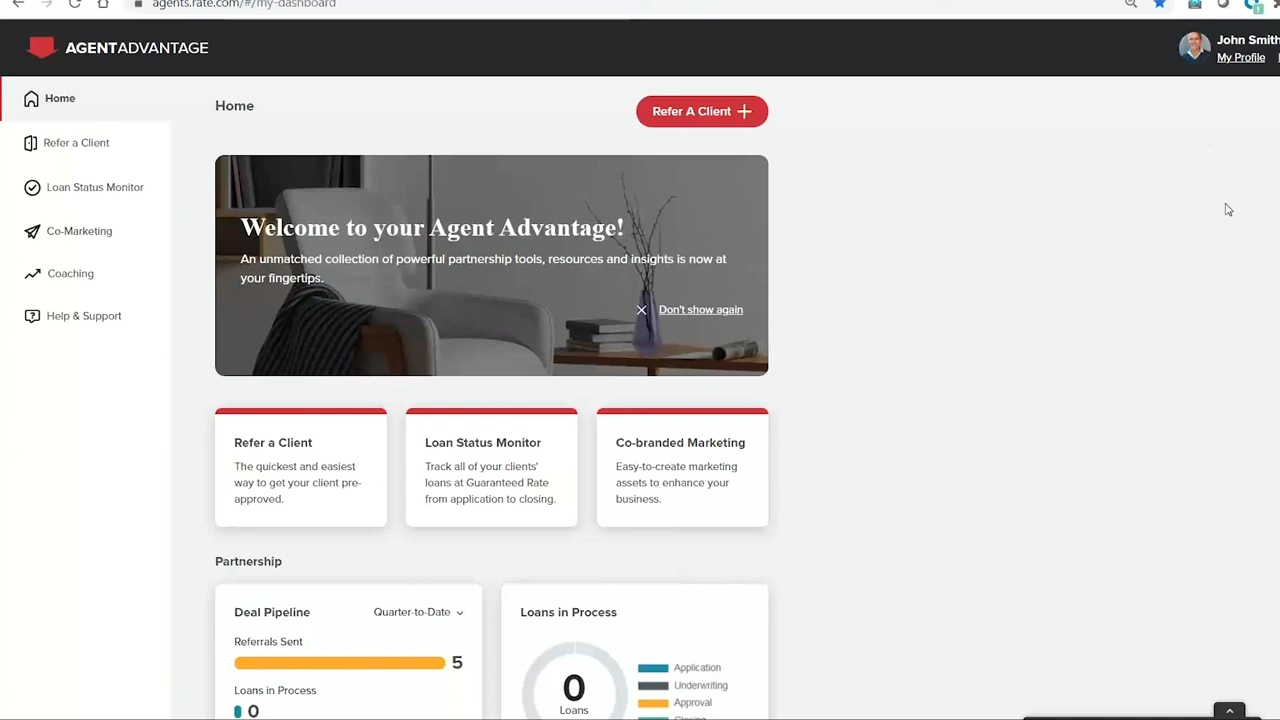 agents.rate.com/#/my-dashboard
AGENTADVANTAGE
John Smith
My Profile
Home
Refer a Client
Loan Status Monitor
Co-Marketing
Coaching
Help & Support
Home
Refer A Client
Welcome to your Agent Advantage!
An unmatched collection of powerful partnership tools, resources and insights is now at
your fingertips.
Don't show again
Refer a Client
The quickest and easiest
way to get your client pre-
approved.
Loan Status Monitor
Track all of your clients'
loans at Guaranteed Rate
from application to closing.
Co-branded Marketing
Easy-to-create marketing
assets to enhance your
business.
Partnership
Deal Pipeline
Quarter-to-Date
Referrals Sent
5
Loans in Process
0
Loans in Process
0
Loans
Application
Underwriting
Approval
Closing